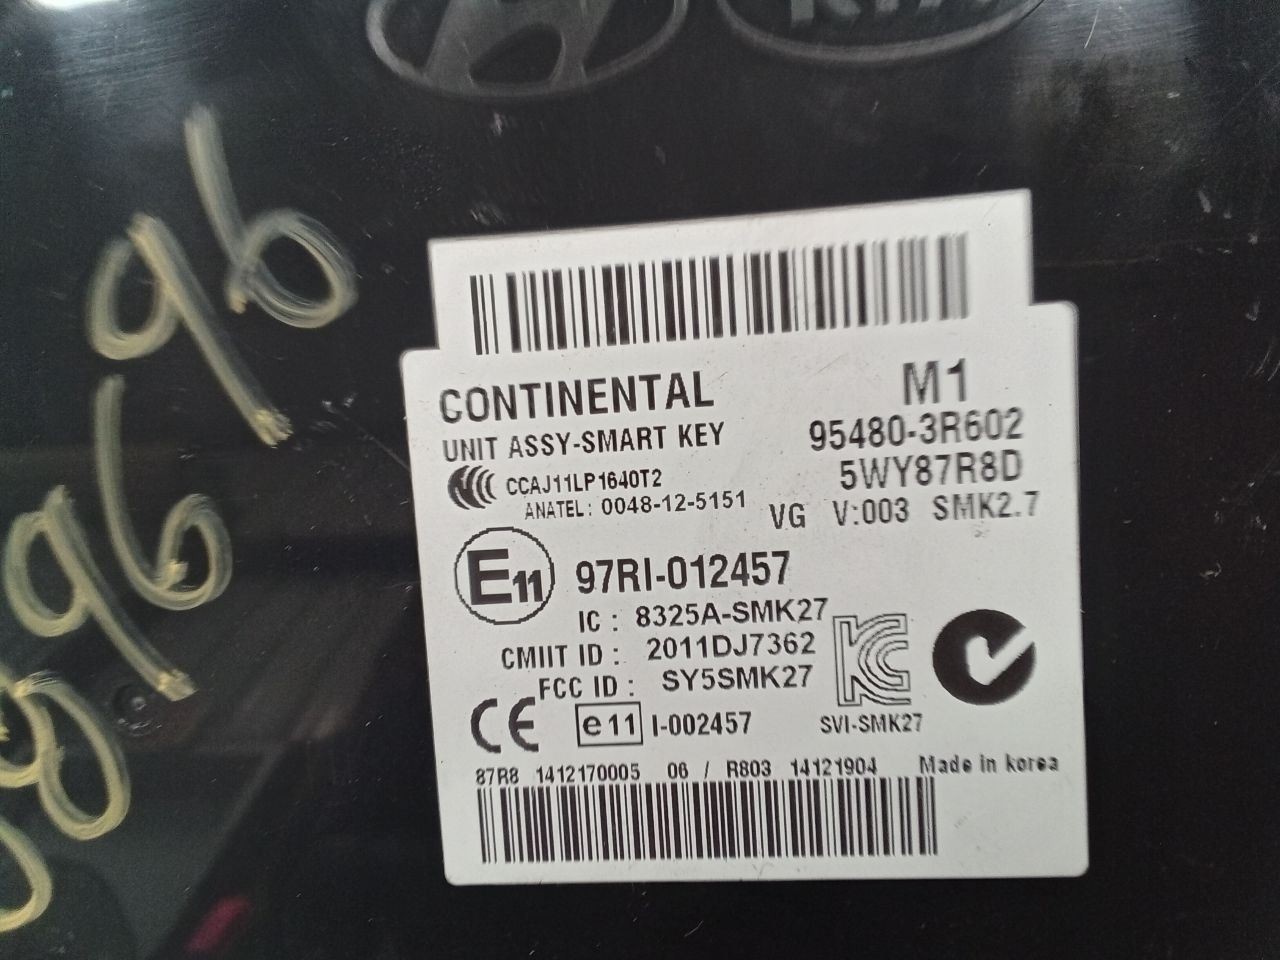 KIA
CONTINENTAL
M1
UNIT ASSY-SMART KEY
95480-3R602
CCAJ11LP1640T2
5WY87R8D
ANATEL: 0048-12-5151
VG V:003 SMK2.7
E11 97RI-012457
IC : 8325A-SMK27
CMIIT ID : 2011DJ7362
FCC ID : SY5SMK27
CE e11 I-002457
SVI-SMK27
87R8 1412170005 06 / R803 14121904 Made in korea